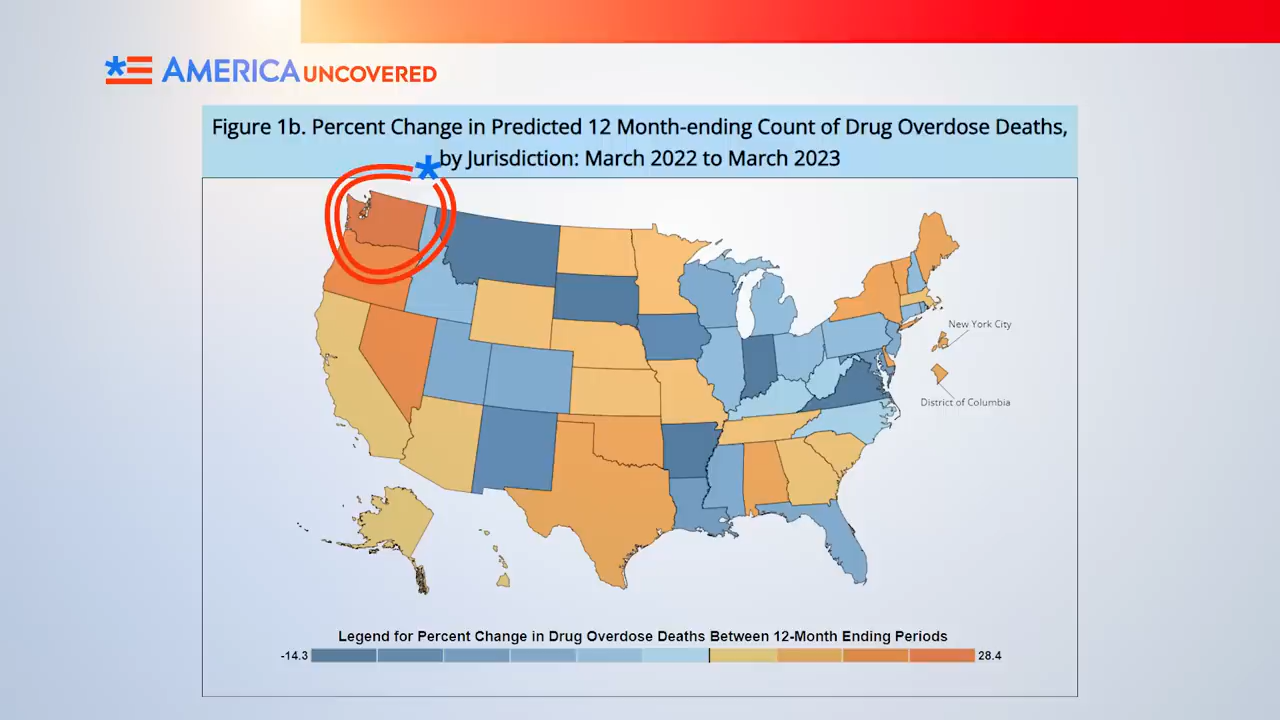 AMERICA UNCOVERED
Figure 1b. Percent Change in Predicted 12 Month-ending Count of Drug Overdose Deaths,
by Jurisdiction: March 2022 to March 2023
New York City
District of Columbia
Legend for Percent Change in Drug Overdose Deaths Between 12-Month Ending Periods
-14.3
28.4